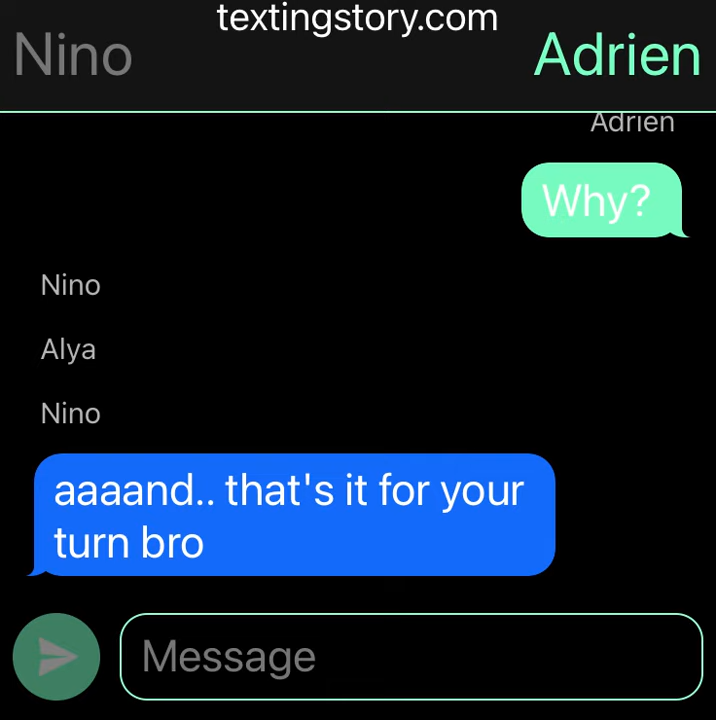 textingstory.com
Nino
Adrien
Adrien
Why?
Nino
Alya
Nino
aaaand.. that's it for your
turn bro
Message